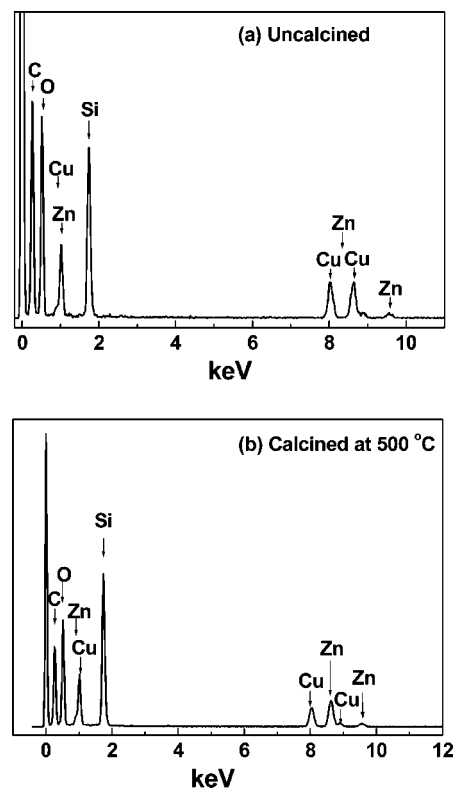 (a) Uncalcined
C
O
Si
Cu
Zn
Zn
Cu Cu
Zn
0 2 4 6 8 10
keV
(b) Calcined at 500 °C
Si
O
C
Zn
Cu
Zn
Cu
Cu
Zn
0 2 4 6 8 10 12
keV